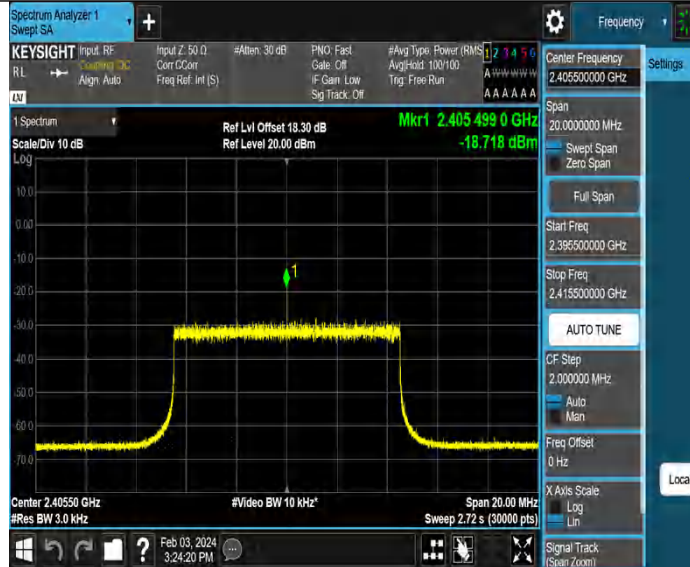 Spectrum Analyzer 1
Swept SA
+
Frequency
KEYSIGHT
RL
Input: RF
Coupling: DC
Align: Auto
Input Z: 50 Ω
Corr CCorr
Freq Ref: Int (S)
#Atten: 30 dB
PNO: Fast
Gate: Off
IF Gain: Low
Sig Track: Off
#Avg Type: Power (RMS
Avg|Hold: 100/100
Trig: Free Run
1 2 3 4 5 6
A W W W W W
A A A A A A
LXI
1 Spectrum
Scale/Div 10 dB
Ref Lvl Offset 18.30 dB
Ref Level 20.00 dBm
Mkr1 2.405 499 0 GHz
-18.718 dBm
Log
10.0
0.00
-10.0
-20.0
-30.0
-40.0
-50.0
-60.0
-70.0
1
Center 2.40550 GHz
#Res BW 3.0 kHz
#Video BW 10 kHz*
Span 20.00 MHz
Sweep 2.72 s (30000 pts)
?
Feb 03, 2024
3:24:20 PM
Center Frequency
2.405500000 GHz
Settings
Span
20.0000000 MHz
Swept Span
Zero Span
Full Span
Start Freq
2.395500000 GHz
Stop Freq
2.415500000 GHz
AUTO TUNE
CF Step
2.000000 MHz
Auto
Man
Freq Offset
0 Hz
Loca
X Axis Scale
Log
Lin
Signal Track
(Span Zoom)